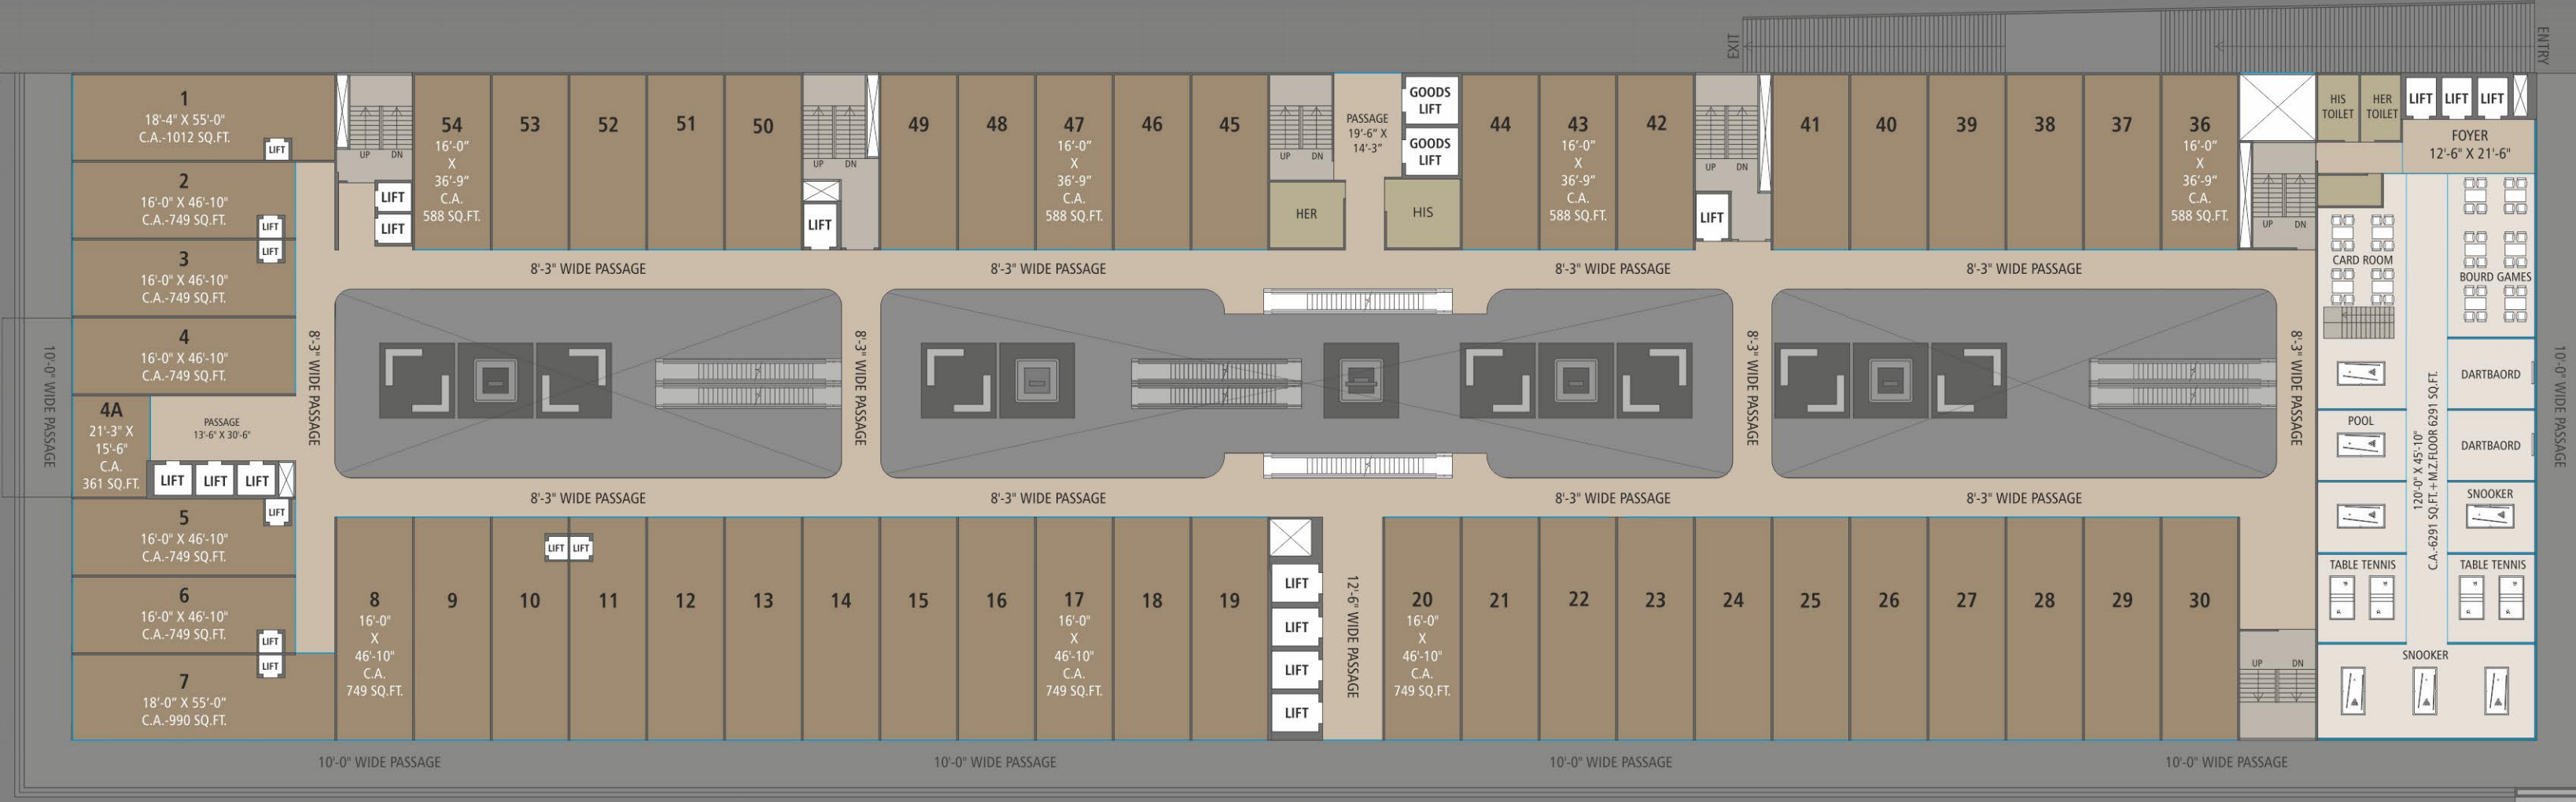 EXIT
ENTRY
1
18'-4" X 55'-0"
C.A.-1012 SQ.FT.
LIFT
2
16'-0" X 46'-10"
C.A.-749 SQ.FT.
LIFT
LIFT
3
16'-0" X 46'-10"
C.A.-749 SQ.FT.
4
16'-0" X 46'-10"
C.A.-749 SQ.FT.
4A
21'-3" X
15'-6"
C.A.
361 SQ.FT.
PASSAGE
13'-6" X 30'-6"
LIFT LIFT LIFT
LIFT
5
16'-0" X 46'-10"
C.A.-749 SQ.FT.
6
16'-0" X 46'-10"
C.A.-749 SQ.FT.
LIFT
LIFT
7
18'-0" X 55'-0"
C.A.-990 SQ.FT.
10'-0" WIDE PASSAGE
UP DN
LIFT
LIFT
54
16'-0"
X
36'-9"
C.A.
588 SQ.FT.
53
52
51
50
UP DN
LIFT
49
48
47
16'-0"
X
36'-9"
C.A.
588 SQ.FT.
46
45
UP DN
HER
PASSAGE
19'-6" X
14'-3"
GOODS
LIFT
GOODS
LIFT
HIS
44
43
16'-0"
X
36'-9"
C.A.
588 SQ.FT.
42
UP DN
LIFT
41
40
39
38
37
36
16'-0"
X
36'-9"
C.A.
588 SQ.FT.
UP DN
HIS
TOILET
HER
TOILET
LIFT LIFT LIFT
FOYER
12'-6" X 21'-6"
8'-3" WIDE PASSAGE
8'-3" WIDE PASSAGE
8'-3" WIDE PASSAGE
8'-3" WIDE PASSAGE
8'-3" WIDE PASSAGE
8'-3" WIDE PASSAGE
8'-3" WIDE PASSAGE
8'-3" WIDE PASSAGE
8'-3" WIDE PASSAGE
8'-3" WIDE PASSAGE
8'-3" WIDE PASSAGE
8'-3" WIDE PASSAGE
CARD ROOM
BOURD GAMES
DARTBAORD
POOL
DARTBAORD
SNOOKER
120'-0" X 45'-10"
C.A.-6291 SQ.FT.+M.Z.FLOOR 6291 SQ.FT.
TABLE TENNIS
TABLE TENNIS
SNOOKER
10'-0" WIDE PASSAGE
8
16'-0"
X
46'-10"
C.A.
749 SQ.FT.
9
10
LIFT LIFT
11
12
13
14
15
16
17
16'-0"
X
46'-10"
C.A.
749 SQ.FT.
18
19
LIFT
LIFT
LIFT
LIFT
12'-6" WIDE PASSAGE
20
16'-0"
X
46'-10"
C.A.
749 SQ.FT.
21
22
23
24
25
26
27
28
29
30
UP DN
10'-0" WIDE PASSAGE
10'-0" WIDE PASSAGE
10'-0" WIDE PASSAGE
10'-0" WIDE PASSAGE